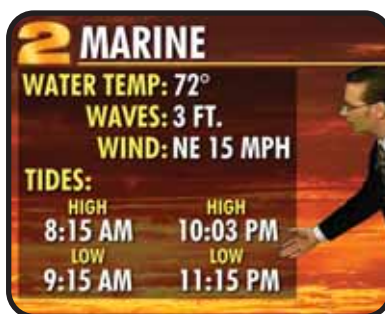 2 MARINE
WATER TEMP: 72°
WAVES: 3 FT.
WIND: NE 15 MPH
TIDES:
HIGH HIGH
8:15 AM 10:03 PM
LOW LOW
9:15 AM 11:15 PM